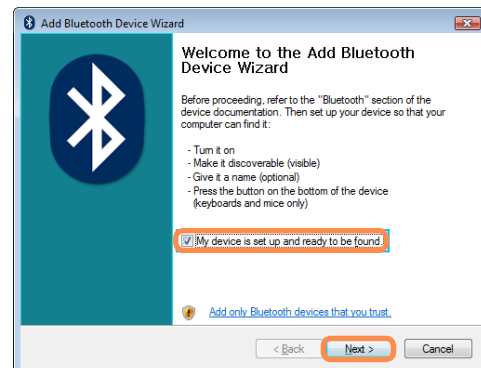 Add Bluetooth Device Wizard
Welcome to the Add Bluetooth
Device Wizard
Before proceeding, refer to the "Bluetooth" section of the
device documentation. Then set up your device so that your
computer can find it:
- Turn it on
- Make it discoverable (visible)
- Give it a name (optional)
- Press the button on the bottom of the device
(keyboards and mice only)
My device is set up and ready to be found.
Add only Bluetooth devices that you trust.
< Back Next > Cancel